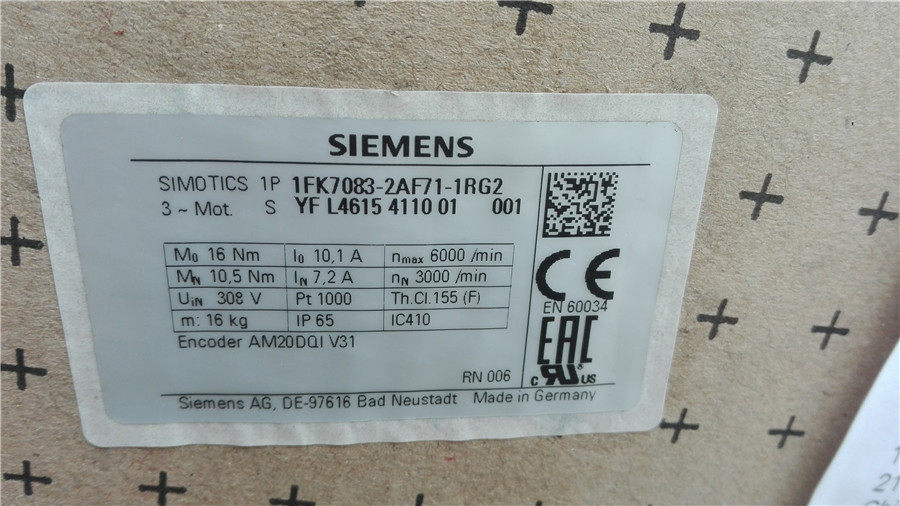 SIEMENS
SIMOTICS 1P 1FK7083-2AF71-1RG2
3 ~ Mot. S YF L4615 4110 01 001
M0 16 Nm I0 10,1 A nmax 6000 /min
MN 10,5 Nm IN 7,2 A nN 3000 /min
UiN 308 V Pt 1000 Th.Cl.155 (F)
m: 16 kg IP 65 IC410
Encoder AM20DQI V31
CE
EN 60034
EAC
RN 006
c RU US
Siemens AG, DE-97616 Bad Neustadt Made in Germany
21